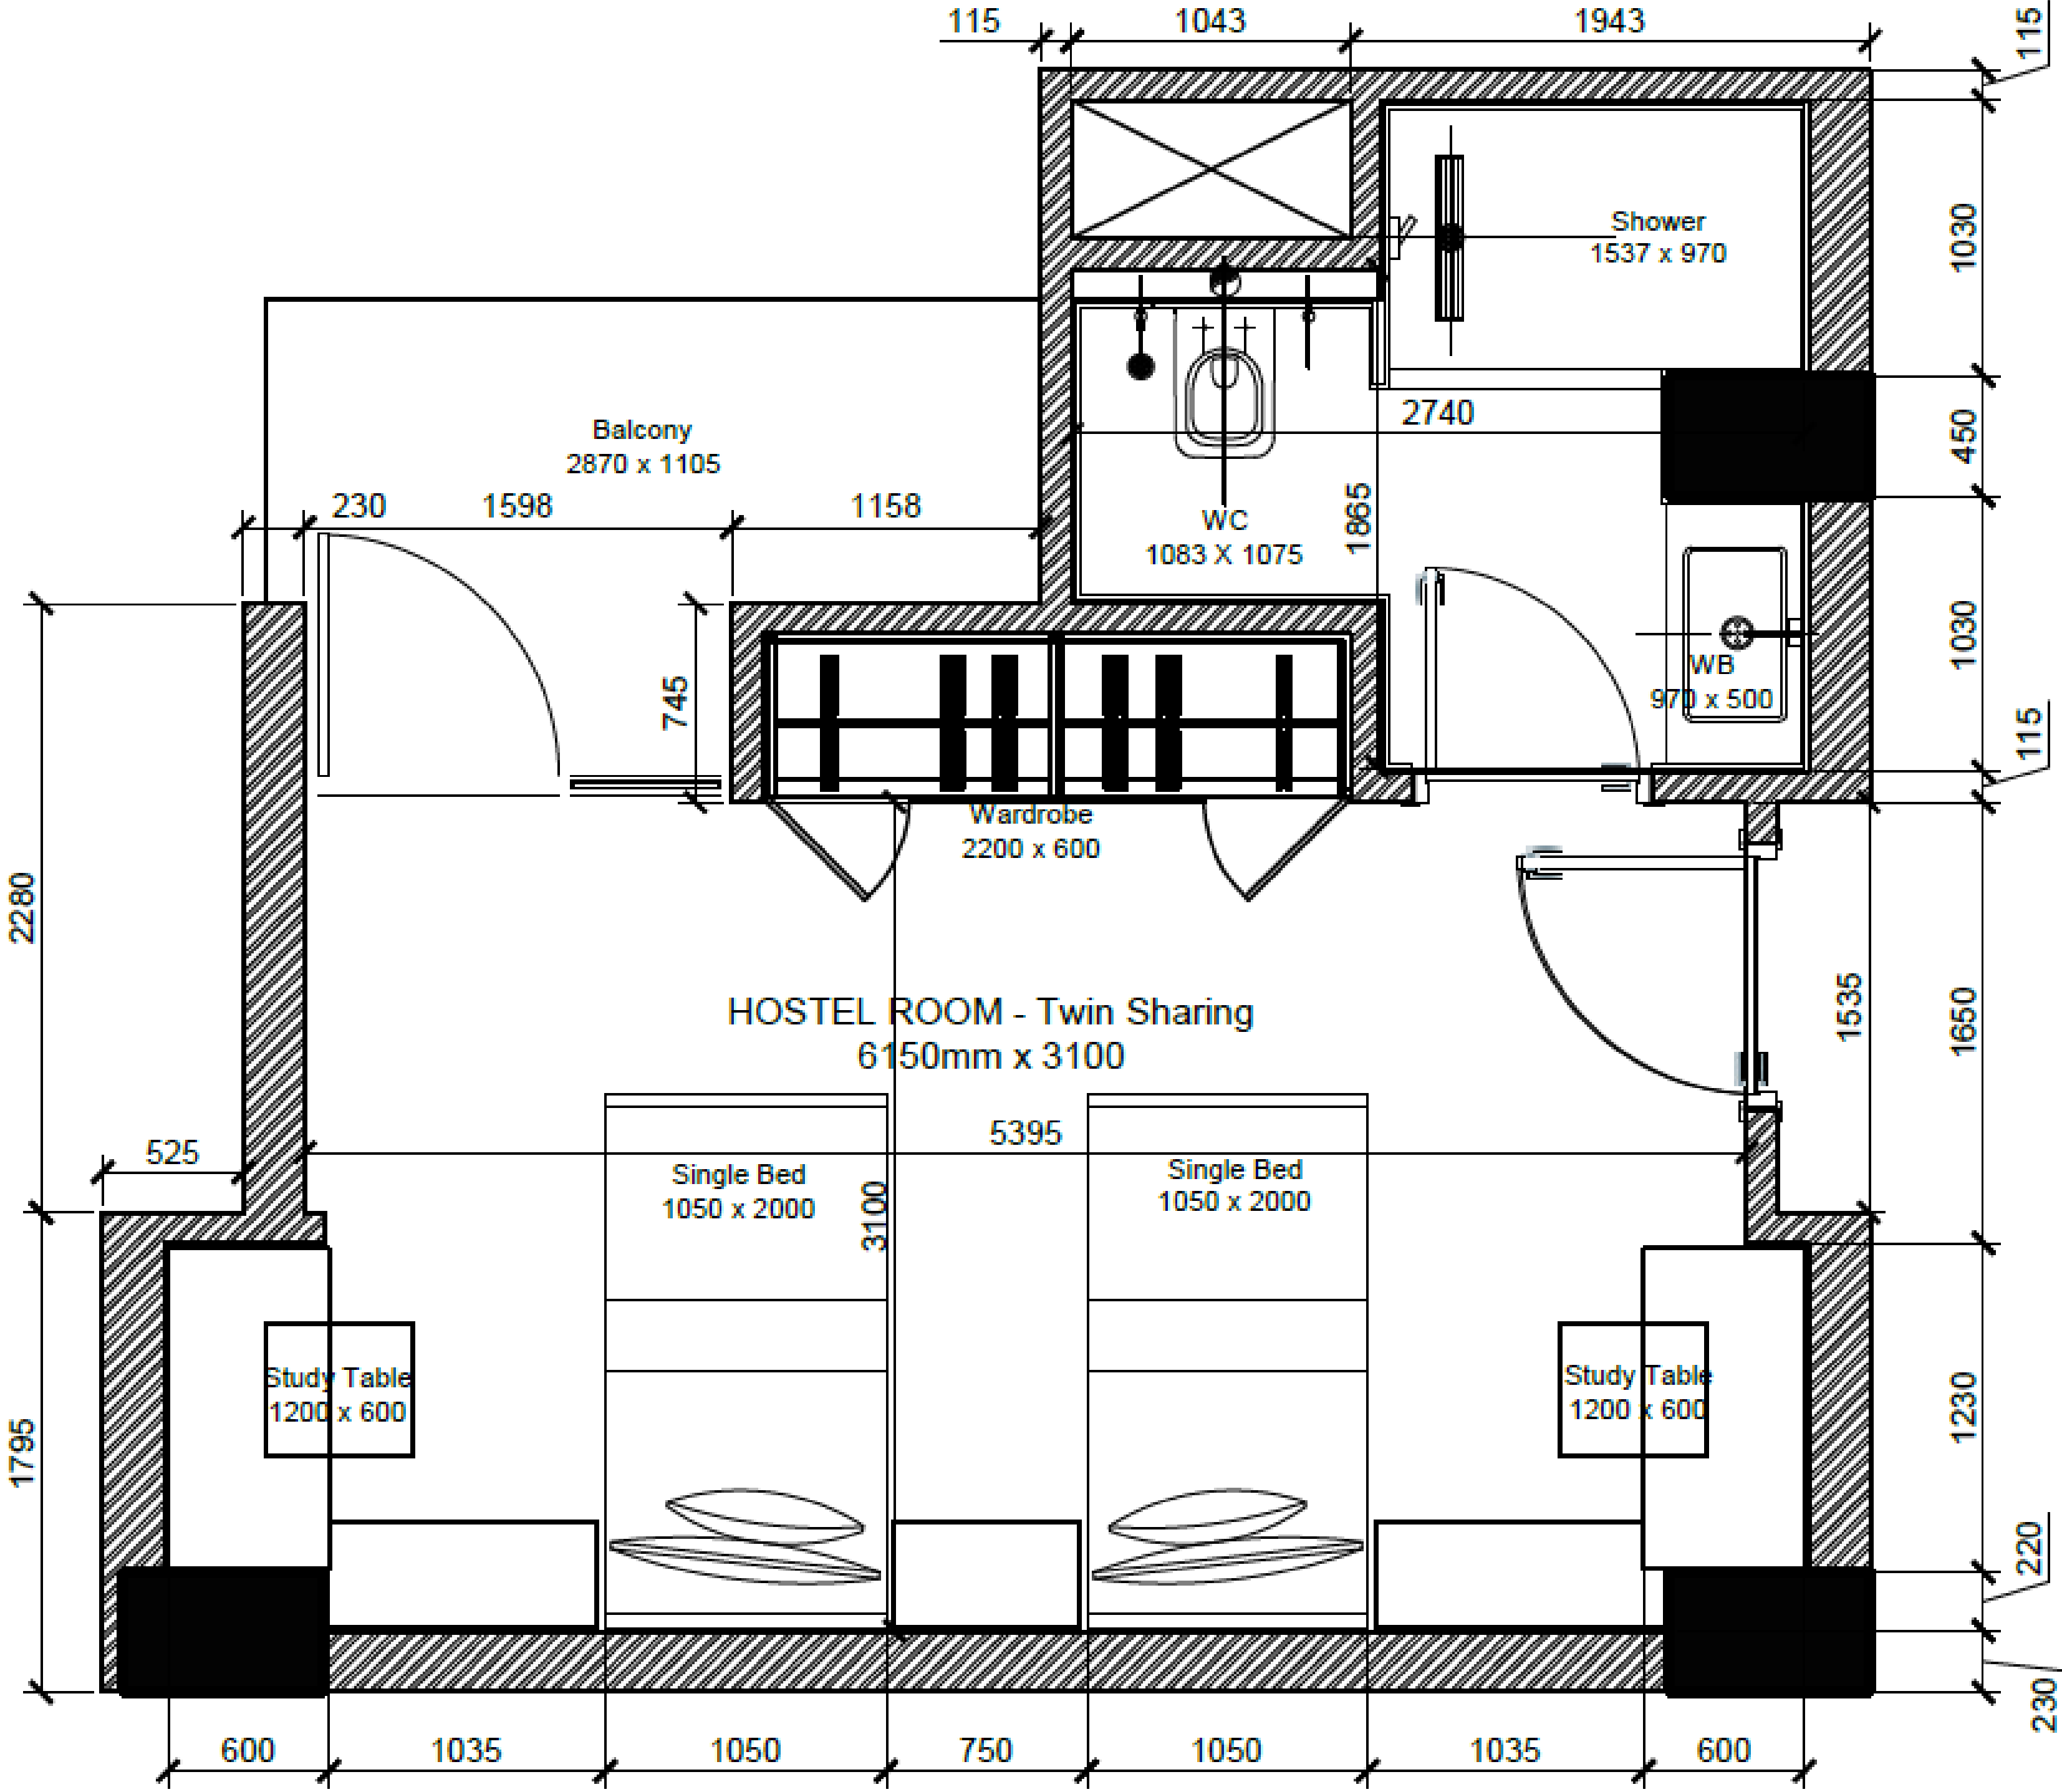 115
1043
1943
115
Shower
1537 x 970
1030
Balcony
2870 x 1105
2740
450
230
1598
1158
1865
WC
1083 X 1075
1030
WB
970 x 500
745
115
Wardrobe
2200 x 600
2280
HOSTEL ROOM - Twin Sharing
6150mm x 3100
1535
1650
5395
525
Single Bed
1050 x 2000
3100
Single Bed
1050 x 2000
Study Table
1200 x 600
Study Table
1200 x 600
1795
1230
220
230
600
1035
1050
750
1050
1035
600